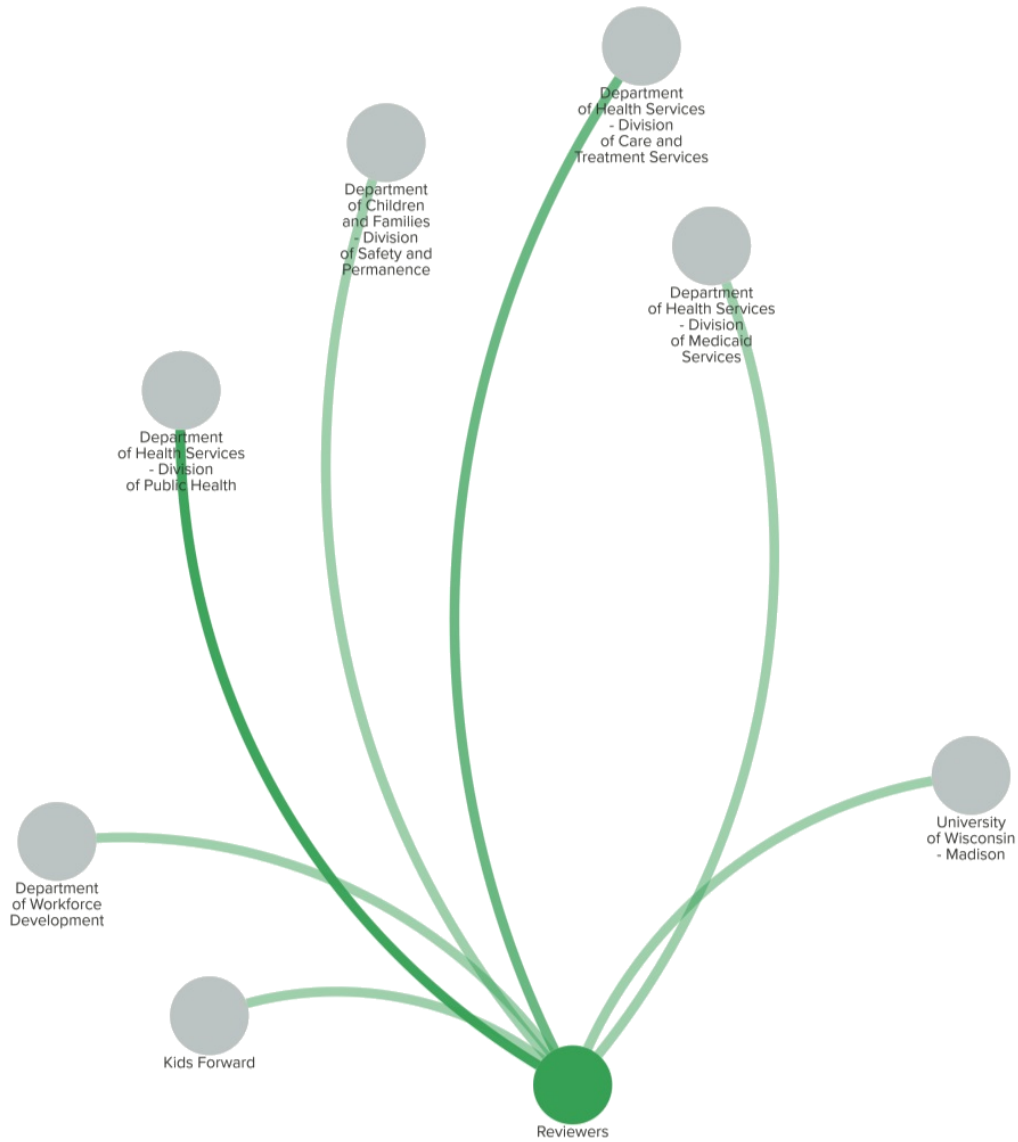 Department
of Health Services
- Division
of Care and
Treatment Services
Department
of Children
and Families
- Division
of Safety and
Permanence
Department
of Health Services
- Division
of Medicaid
Services
Department
of Health Services
- Division
of Public Health
University
of Wisconsin
- Madison
Department
of Workforce
Development
Kids Forward
Reviewers